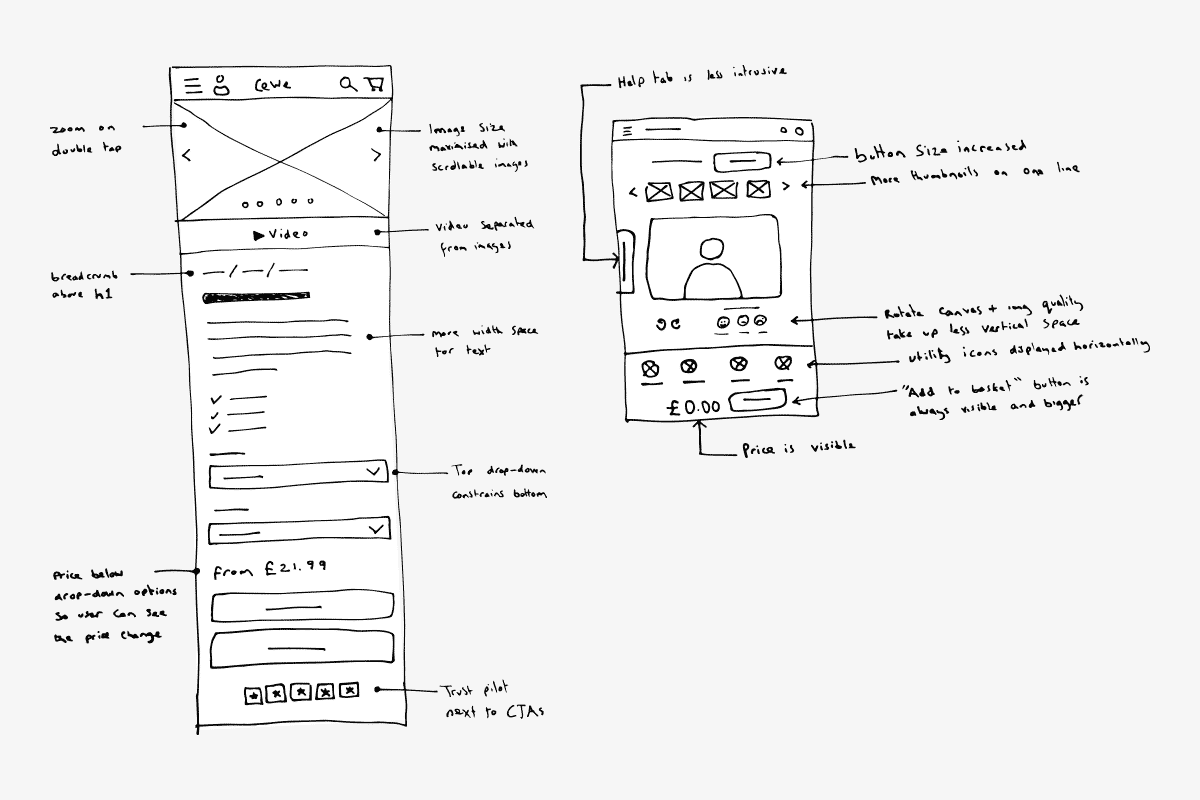 CeWe
zoom on
double tap
Image size
maximised with
scrollable images
Video
Video separated
from images
breadcrumb
above h1
more width space
for text
Top drop-down
constrains bottom
Price below
drop-down options
so user can see
the price change
from £21.99
Trust pilot
next to CTAs
Help tab is less intrusive
button size increased
More thumbnails on one line
Rotate canvas + img quality
take up less vertical space
Utility icons displayed horizontally
"Add to basket" button is
always visible and bigger
£0.00
Price is visible